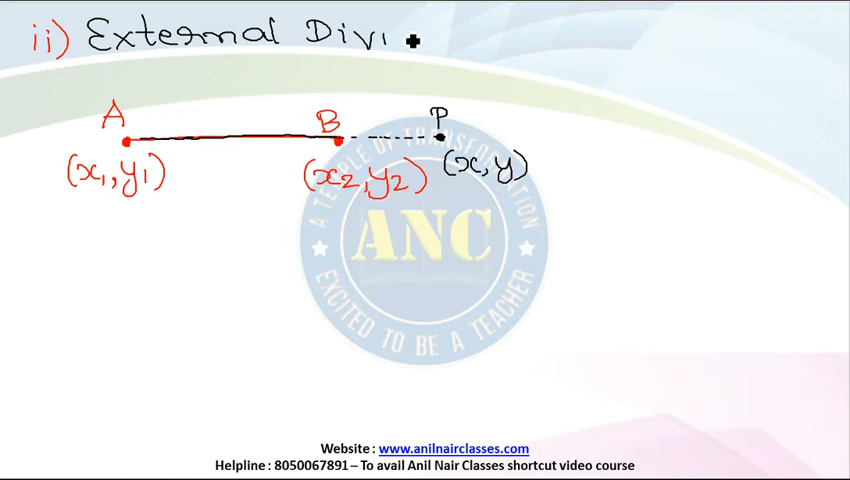 ii) External Divi
A B P
(x1, y1) (x2, y2) (x, y)
A TEMPLE OF TRANSFORMATION
ANC
EXCITED TO BE A TEACHER
Website : www.anilnairclasses.com
Helpline : 8050067891 – To avail Anil Nair Classes shortcut video course